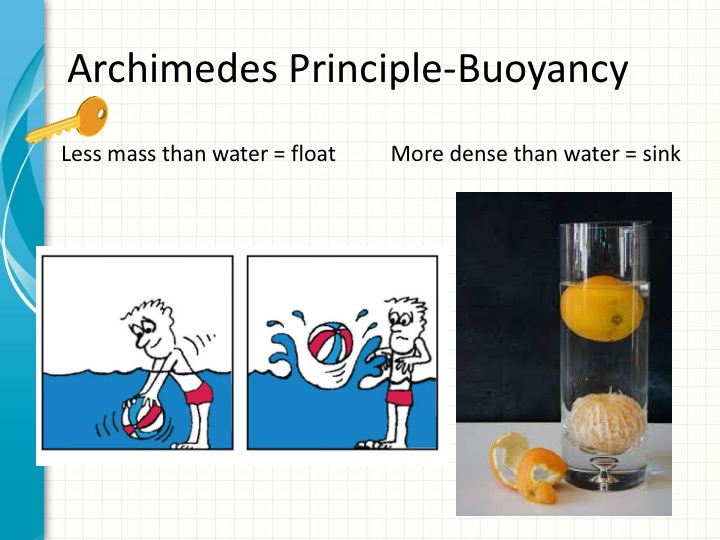 Archimedes Principle-Buoyancy
Less mass than water = float
More dense than water = sink